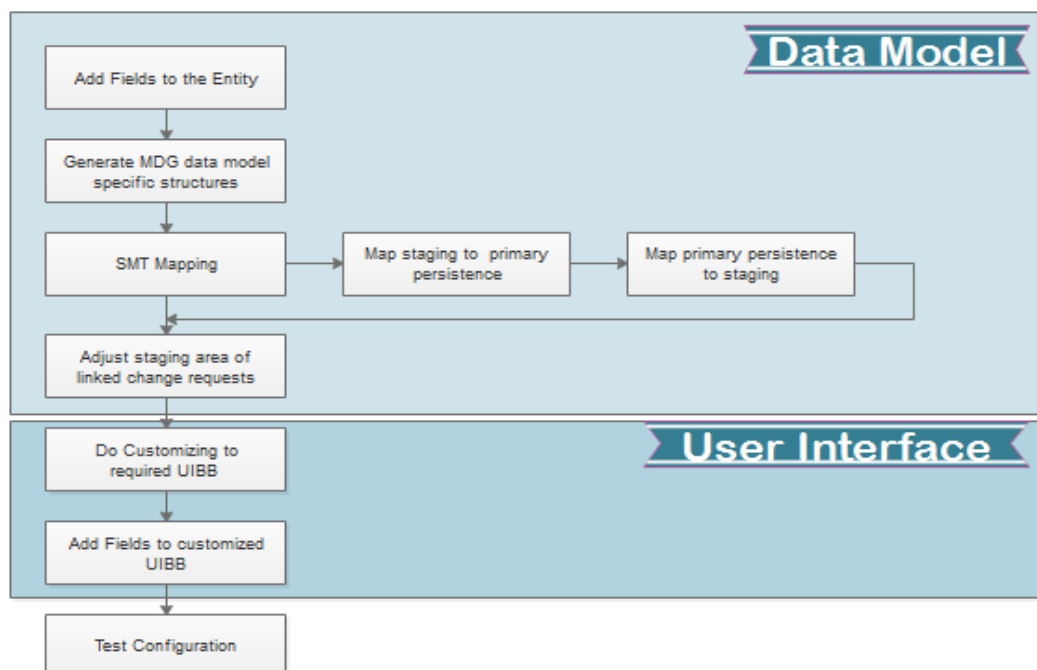 Data Model
Add Fields to the Entity
Generate MDG data model
specific structures
SMT Mapping
Map staging to primary
persistence
Map primary persistence
to staging
Adjust staging area of
linked change requests
User Interface
Do Customizing to
required UIBB
Add Fields to customized
UIBB
Test Configuration